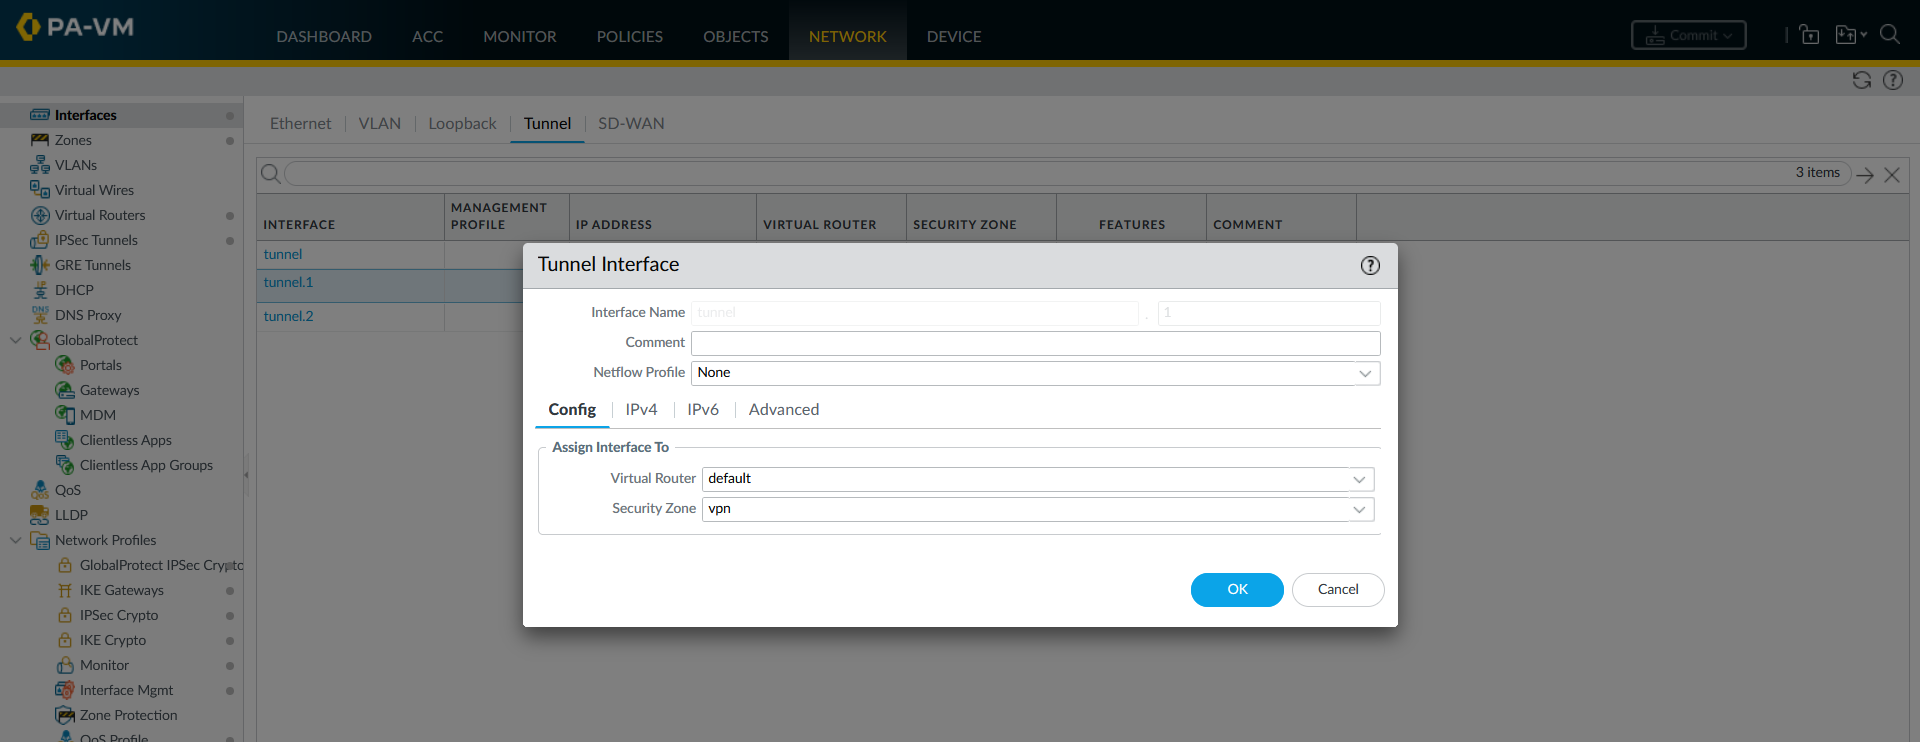 PA-VM
DASHBOARD ACC MONITOR POLICIES OBJECTS NETWORK DEVICE
Commit
Interfaces
Zones
VLANs
Virtual Wires
Virtual Routers
IPSec Tunnels
GRE Tunnels
DHCP
DNS Proxy
GlobalProtect
Portals
Gateways
MDM
Clientless Apps
Clientless App Groups
QoS
LLDP
Network Profiles
GlobalProtect IPSec Crypto
IKE Gateways
IPSec Crypto
IKE Crypto
Monitor
Interface Mgmt
Zone Protection
QoS Profile
Ethernet VLAN Loopback Tunnel SD-WAN
3 items
INTERFACE MANAGEMENT PROFILE IP ADDRESS VIRTUAL ROUTER SECURITY ZONE FEATURES COMMENT
tunnel
tunnel.1
tunnel.2
Tunnel Interface
Interface Name tunnel . 1
Comment
Netflow Profile None
Config IPv4 IPv6 Advanced
Assign Interface To
Virtual Router default
Security Zone vpn
OK Cancel